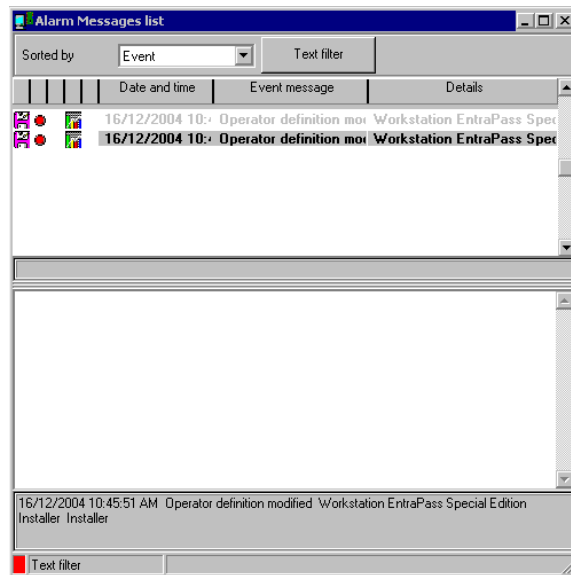 Alarm Messages list
Sorted by Event Text filter
Date and time Event message Details
16/12/2004 10: Operator definition Workstation EntraPass Spec
16/12/2004 10: Operator definition Workstation EntraPass Spec
16/12/2004 10:45:51 AM Operator definition modified Workstation EntraPass Special Edition
Installer Installer
Text filter